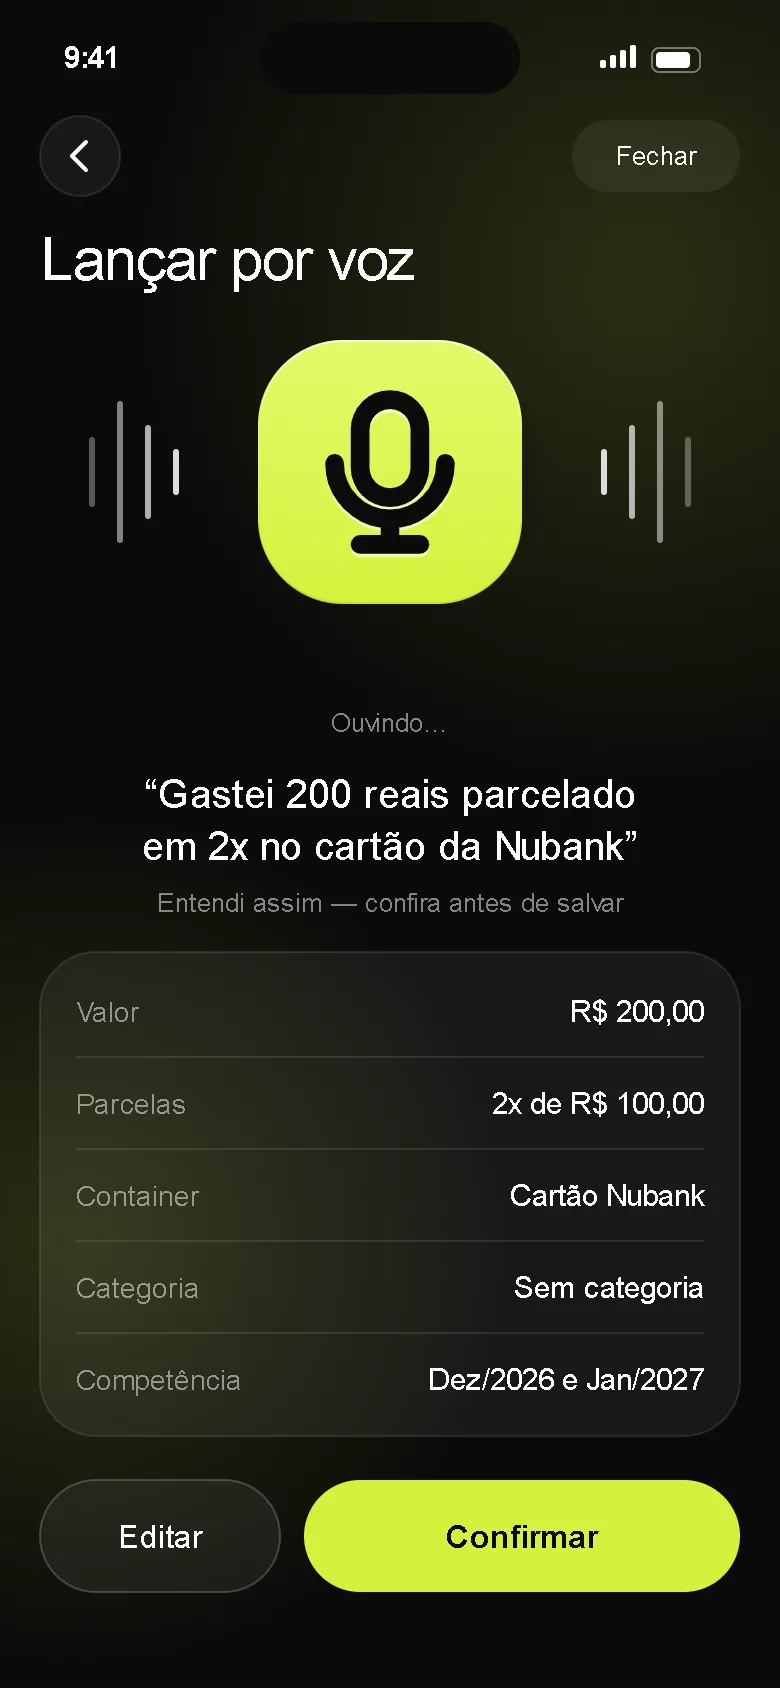 9:41
Fechar
Lançar por voz
Ouvindo...
“Gastei 200 reais parcelado
em 2x no cartão da Nubank”
Entendi assim — confira antes de salvar
Valor R$ 200,00
Parcelas 2x de R$ 100,00
Container Cartão Nubank
Categoria Sem categoria
Competência Dez/2026 e Jan/2027
Editar Confirmar